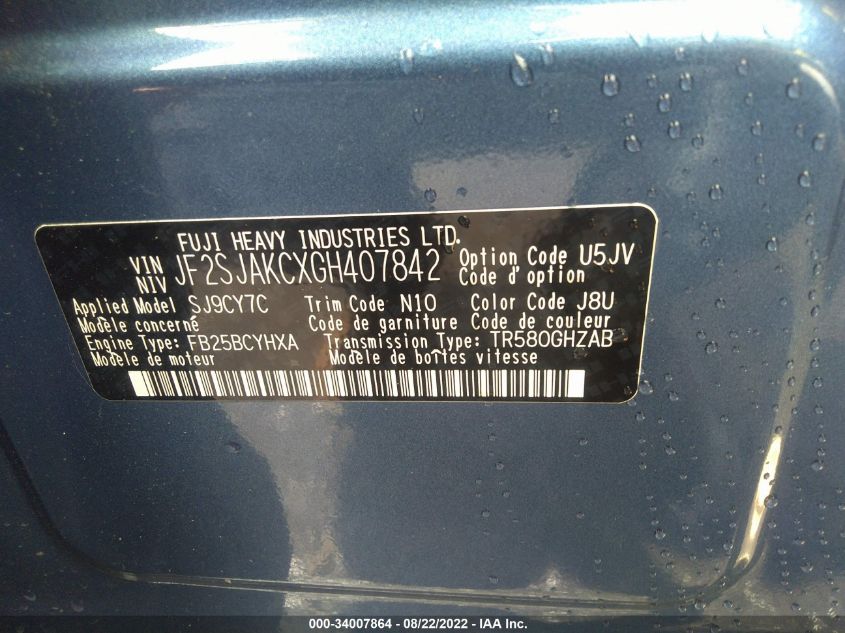 FUJI HEAVY INDUSTRIES LTD.
VIN
NIV
JF2SJAKCXGH407842
Option Code U5JV
Code d'option
Applied Model SJ9CY7C Trim Code N10 Color Code J8U
Modèle concerné Code de garniture Code de couleur
Engine Type: FB25BCYHXA Transmission Type: TR580GHZAB
Modèle de moteur Modèle de boîtes vitesse
000-34007864 / 08/22/2022 - IAA Inc.